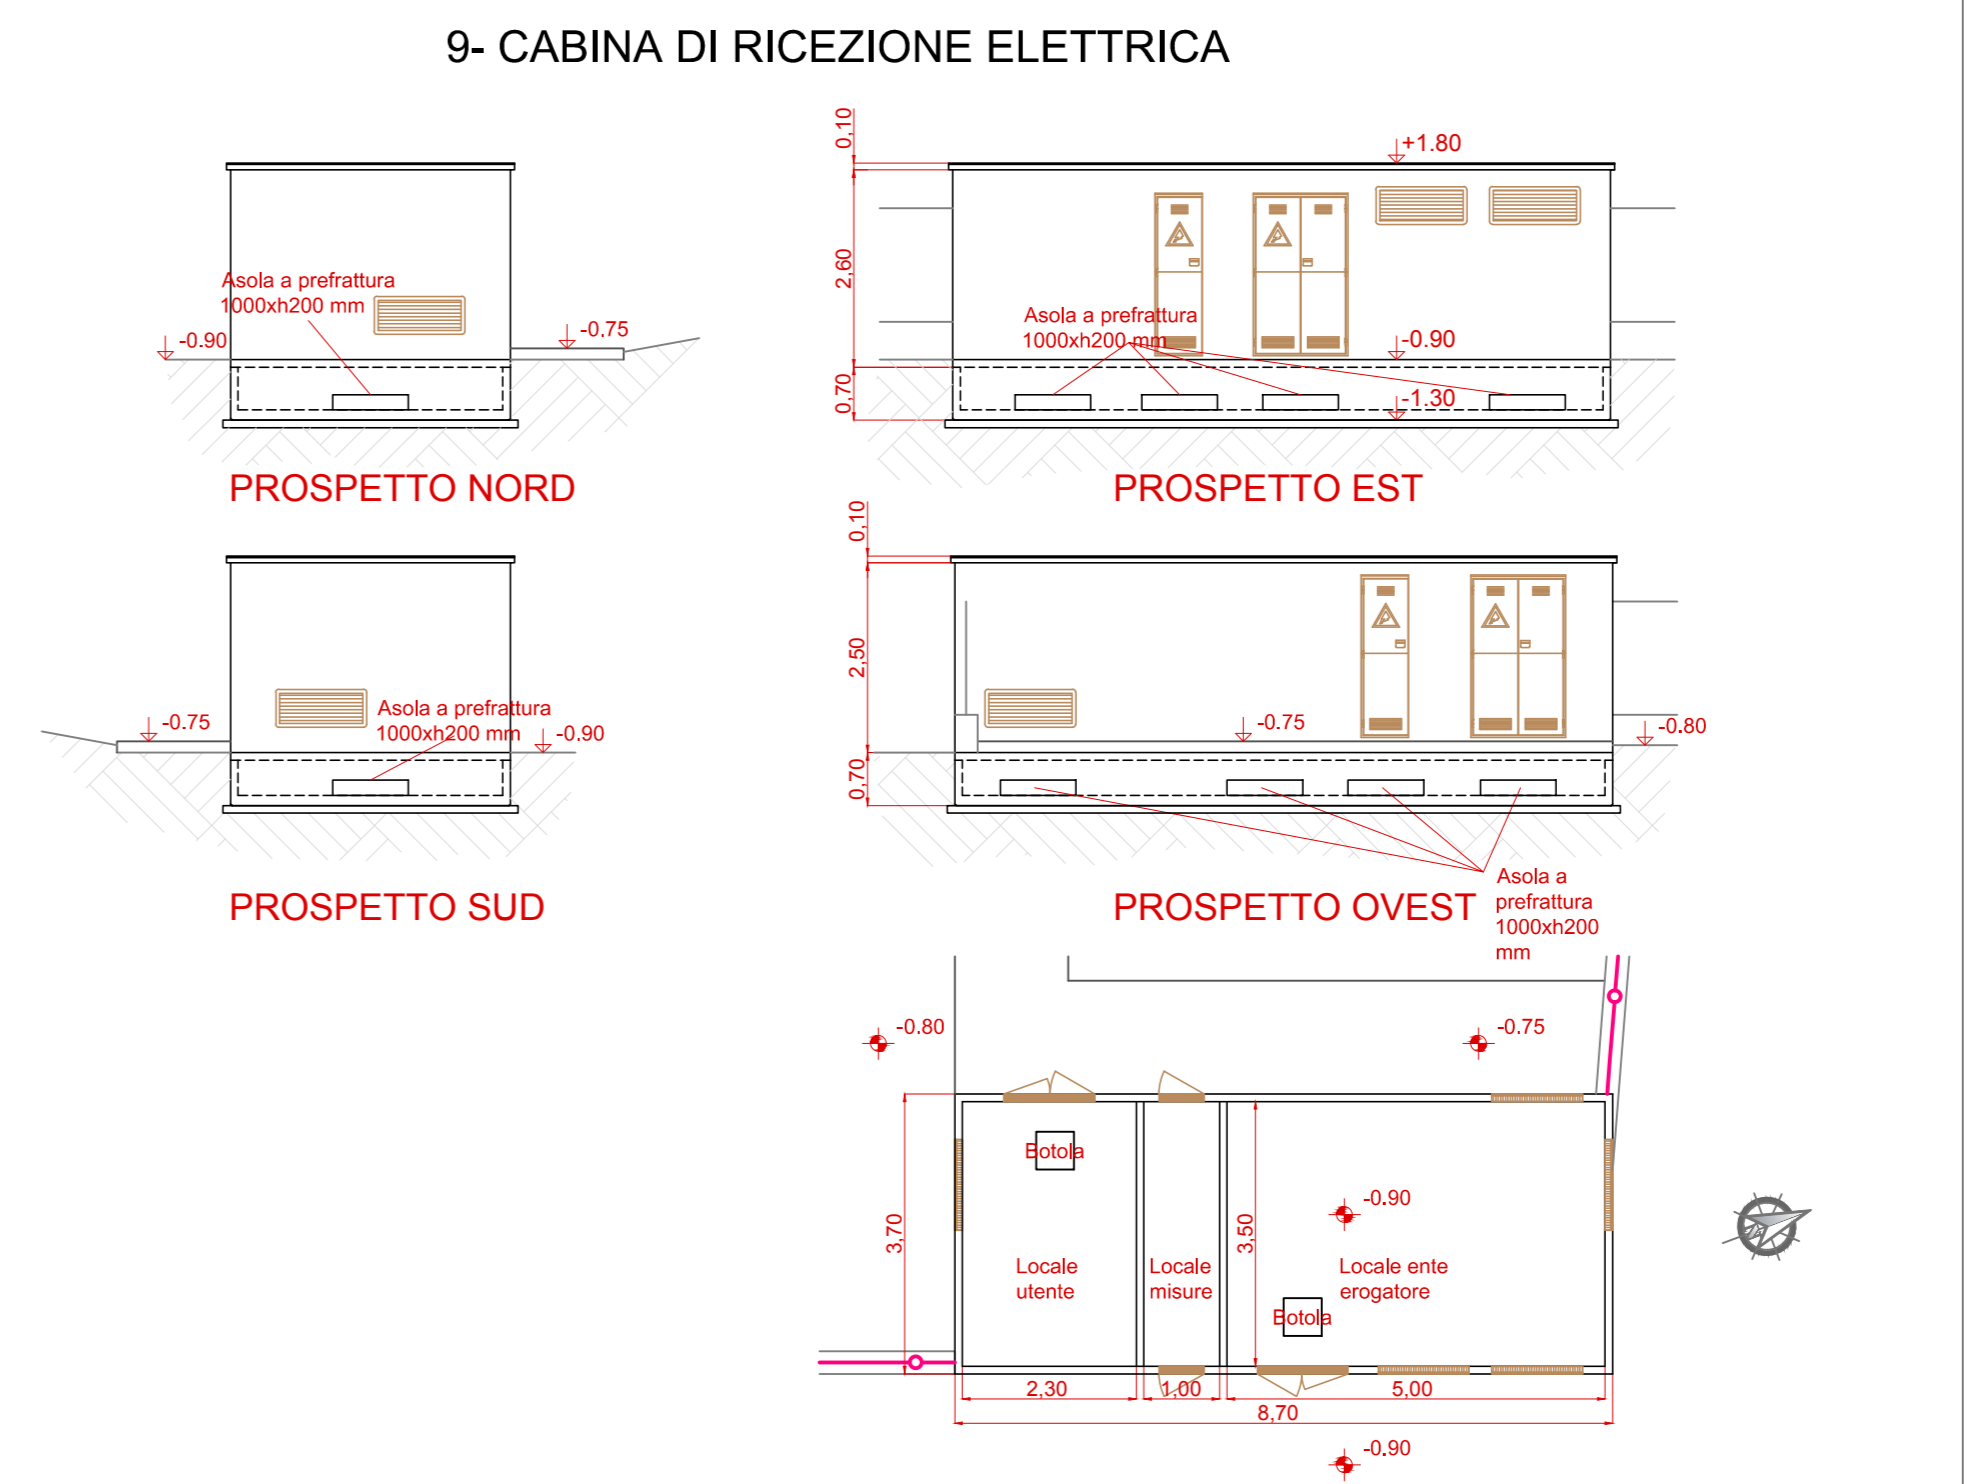 9- CABINA DI RICEZIONE ELETTRICA
Asola a prefrattura
1000xh200 mm
-0.90
-0.75
PROSPETTO NORD
0,10
2,60
0,70
+1.80
Asola a prefrattura
1000xh200 mm
-0.90
-1.30
PROSPETTO EST
-0.75
Asola a prefrattura
1000xh200 mm
-0.90
PROSPETTO SUD
0,10
2,50
0,70
-0.75
-0.80
PROSPETTO OVEST
Asola a
prefrattura
1000xh200
mm
-0.80
-0.75
Botola
-0.90
3,70
3,50
Locale
utente
Locale
misure
Locale ente
erogatore
Botola
2,30
1,00
5,00
8,70
-0.90